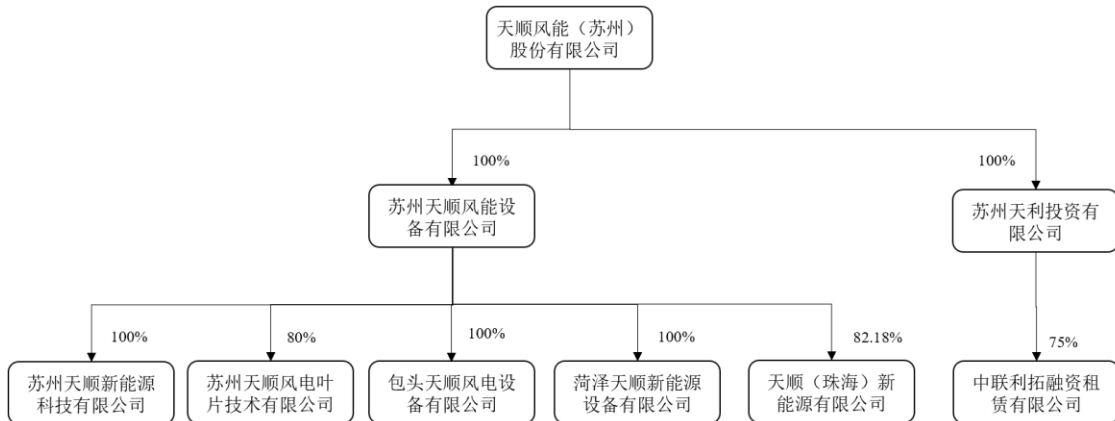 天顺风能（苏州）
股份有限公司
100%
100%
苏州天顺风能设
备有限公司
苏州天利投资有
限公司
100%
80%
100%
100%
82.18%
75%
苏州天顺新能源
科技有限公司
苏州天顺风电叶
片技术有限公司
包头天顺风电设
备有限公司
菏泽天顺新能源
设备有限公司
天顺（珠海）新
能源有限公司
中联利拓融资租
赁有限公司